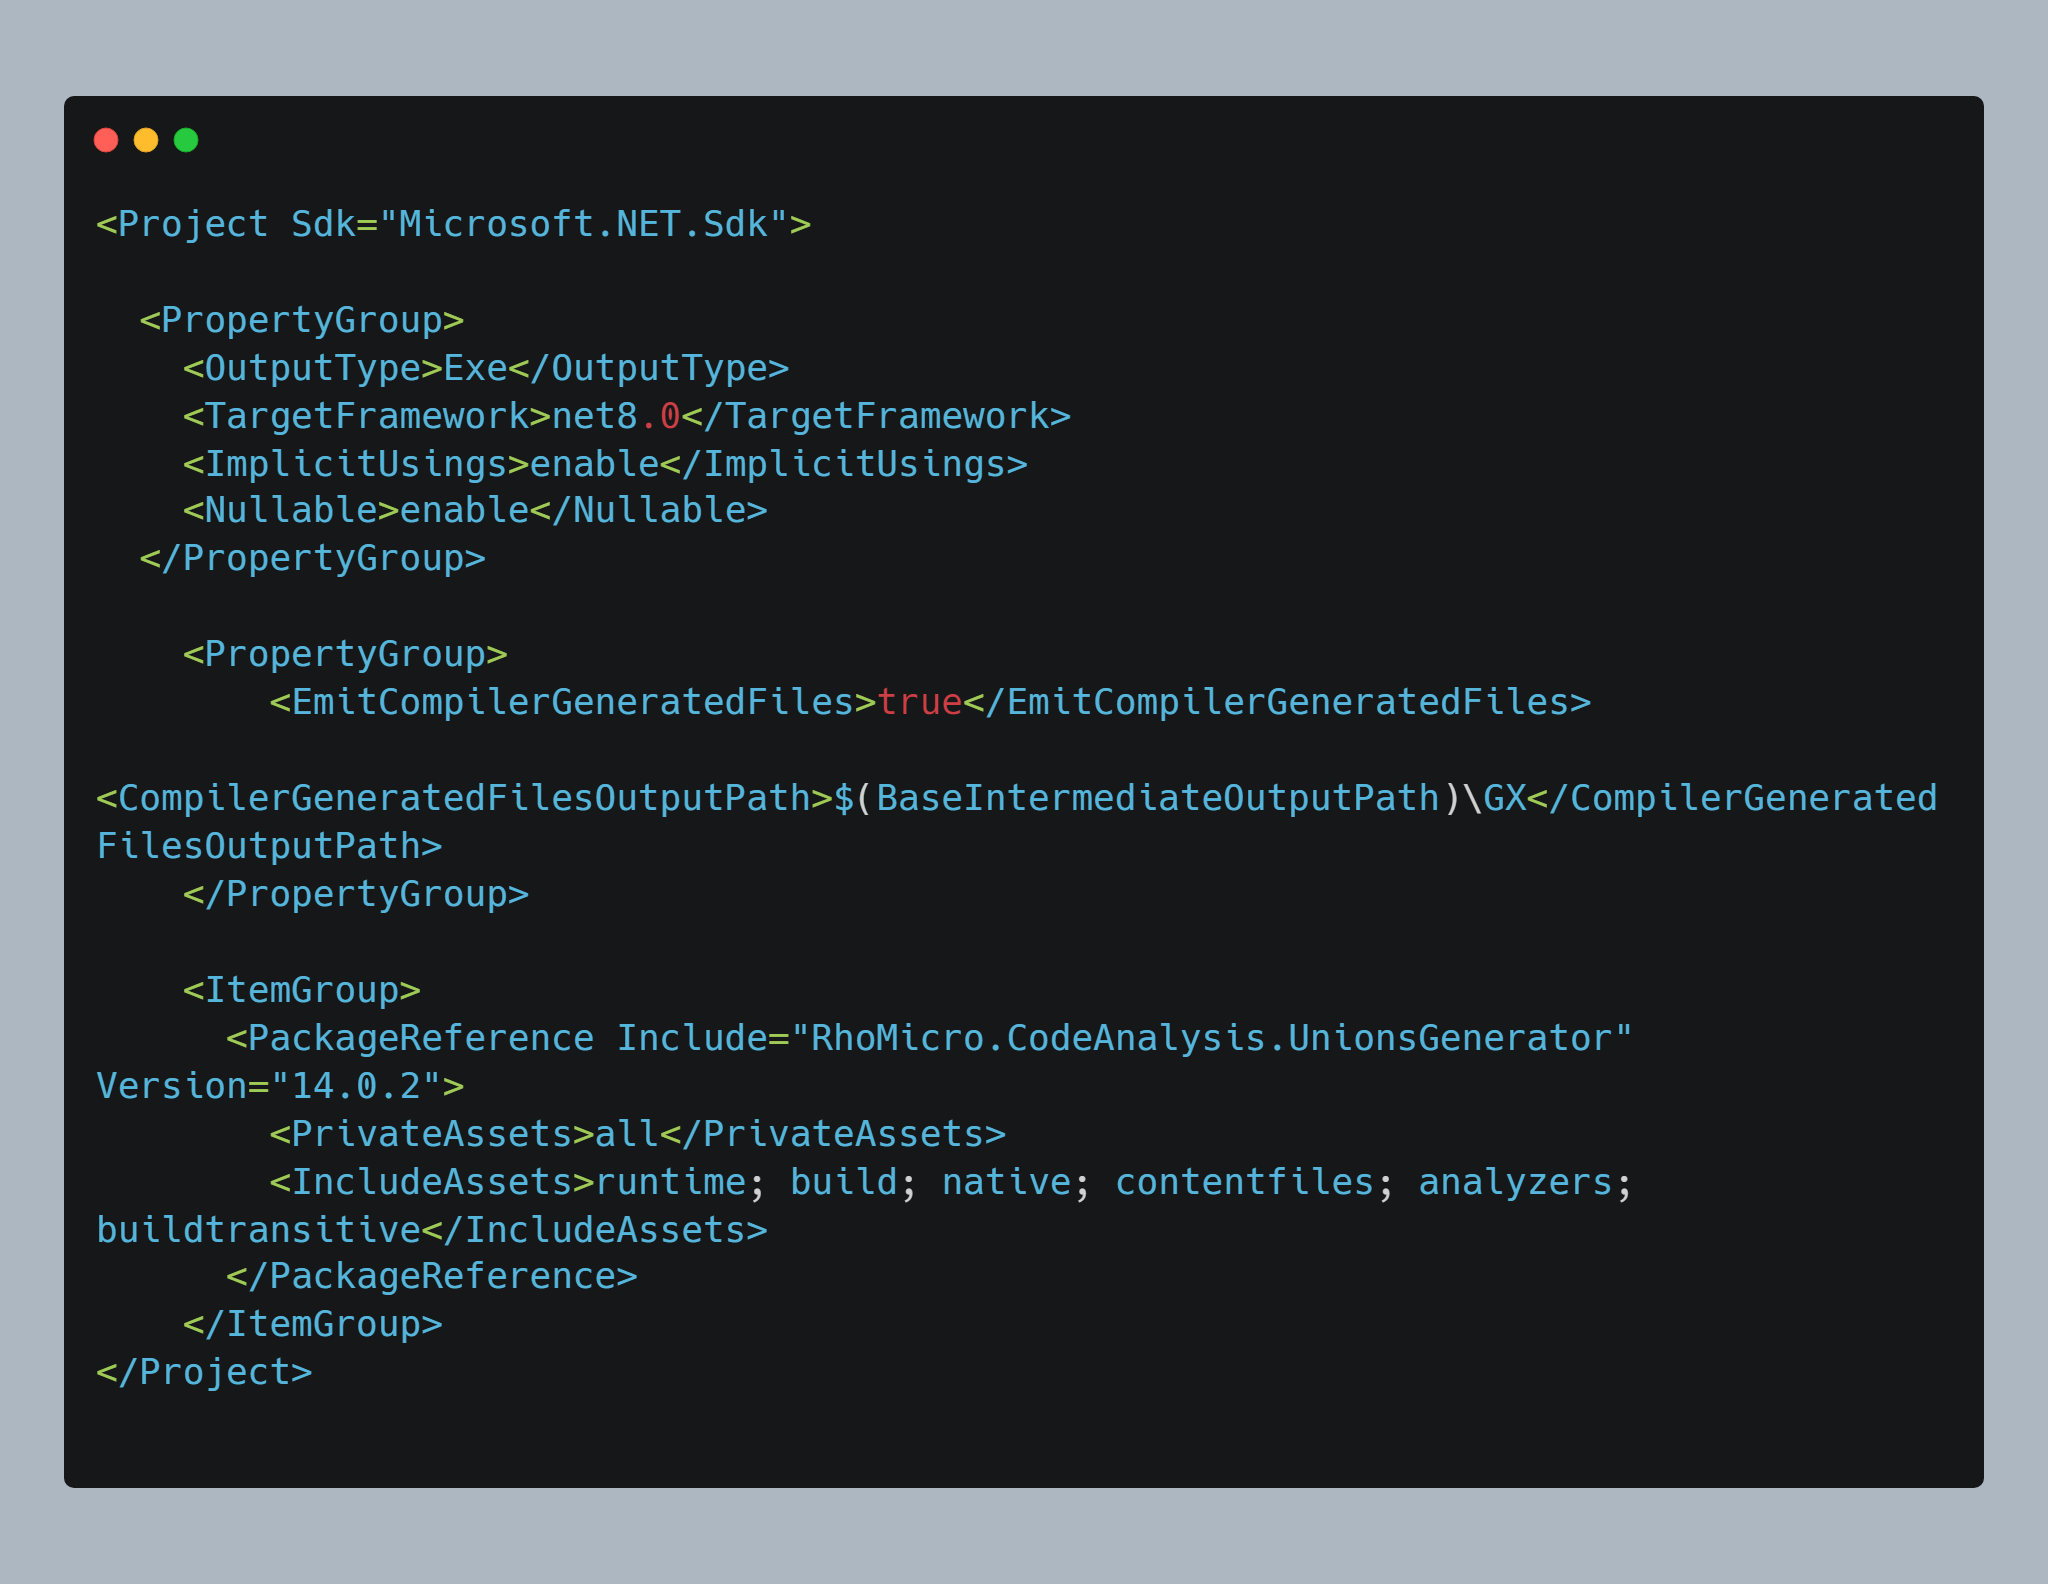 <Project Sdk="Microsoft.NET.Sdk">
  <PropertyGroup>
    <OutputType>Exe</OutputType>
    <TargetFramework>net8.0</TargetFramework>
    <ImplicitUsings>enable</ImplicitUsings>
    <Nullable>enable</Nullable>
  </PropertyGroup>
    <PropertyGroup>
        <EmitCompilerGeneratedFiles>true</EmitCompilerGeneratedFiles>
<CompilerGeneratedFilesOutputPath>$(BaseIntermediateOutputPath)\GX</CompilerGenerated
FilesOutputPath>
    </PropertyGroup>
    <ItemGroup>
      <PackageReference Include="RhoMicro.CodeAnalysis.UnionsGenerator"
Version="14.0.2">
        <PrivateAssets>all</PrivateAssets>
        <IncludeAssets>runtime; build; native; contentfiles; analyzers;
buildtransitive</IncludeAssets>
      </PackageReference>
    </ItemGroup>
</Project>